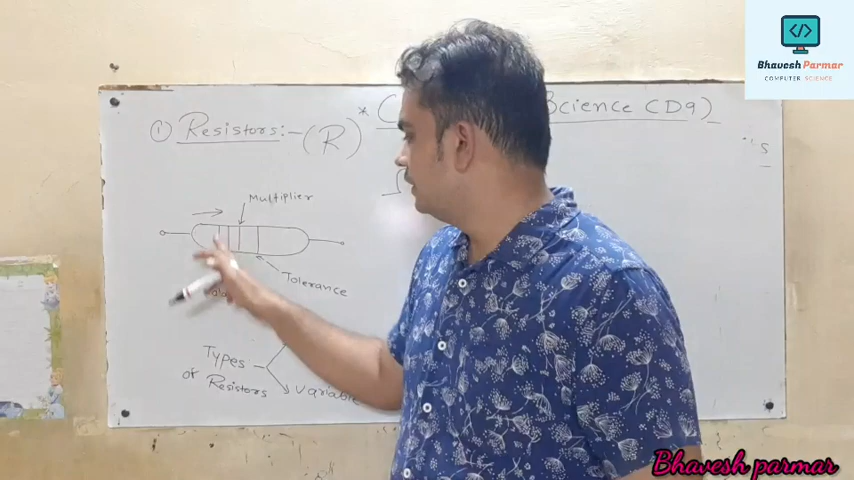 </>
Bhavesh Parmar
COMPUTER SCIENCE
Science (D9)
① Resistors:- (R)
Multiplier
Tolerance
Types
of Resistors
Variable
Bhavesh parmar